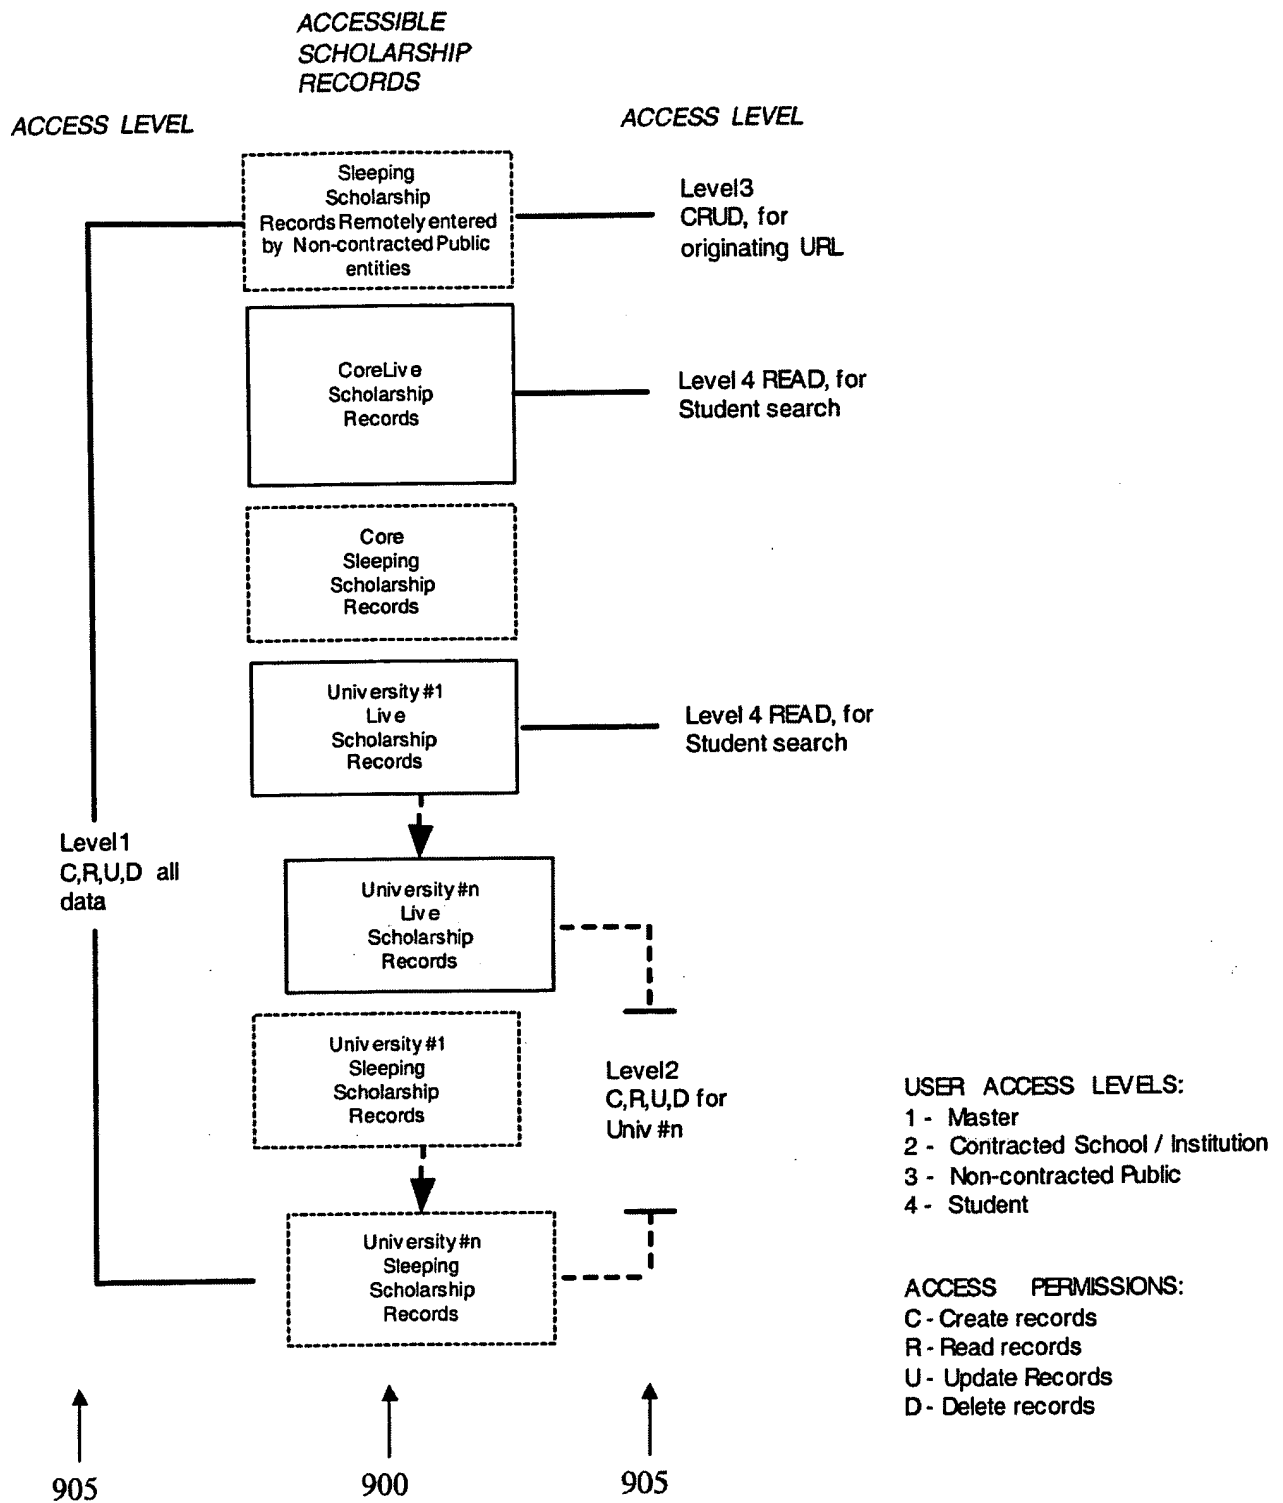 ACCESSIBLE
SCHOLARSHIP
RECORDS
ACCESS LEVEL
ACCESS LEVEL
Sleeping
Scholarship
Records Remotely entered
by Non-contracted Public
entities
Level3
CRUD, for
originating URL
CoreLive
Scholarship
Records
Level 4 READ, for
Student search
Core
Sleeping
Scholarship
Records
University #1
Live
Scholarship
Records
Level 4 READ, for
Student search
Level1
C,R,U,D all
data
University #n
Live
Scholarship
Records
University #1
Sleeping
Scholarship
Records
Level2
C,R,U,D for
Univ #n
University #n
Sleeping
Scholarship
Records
USER ACCESS LEVELS:
1 - Master
2 - Contracted School / Institution
3 - Non-contracted Public
4 - Student
ACCESS PERMISSIONS:
C - Create records
R - Read records
U - Update Records
D - Delete records
905
900
905